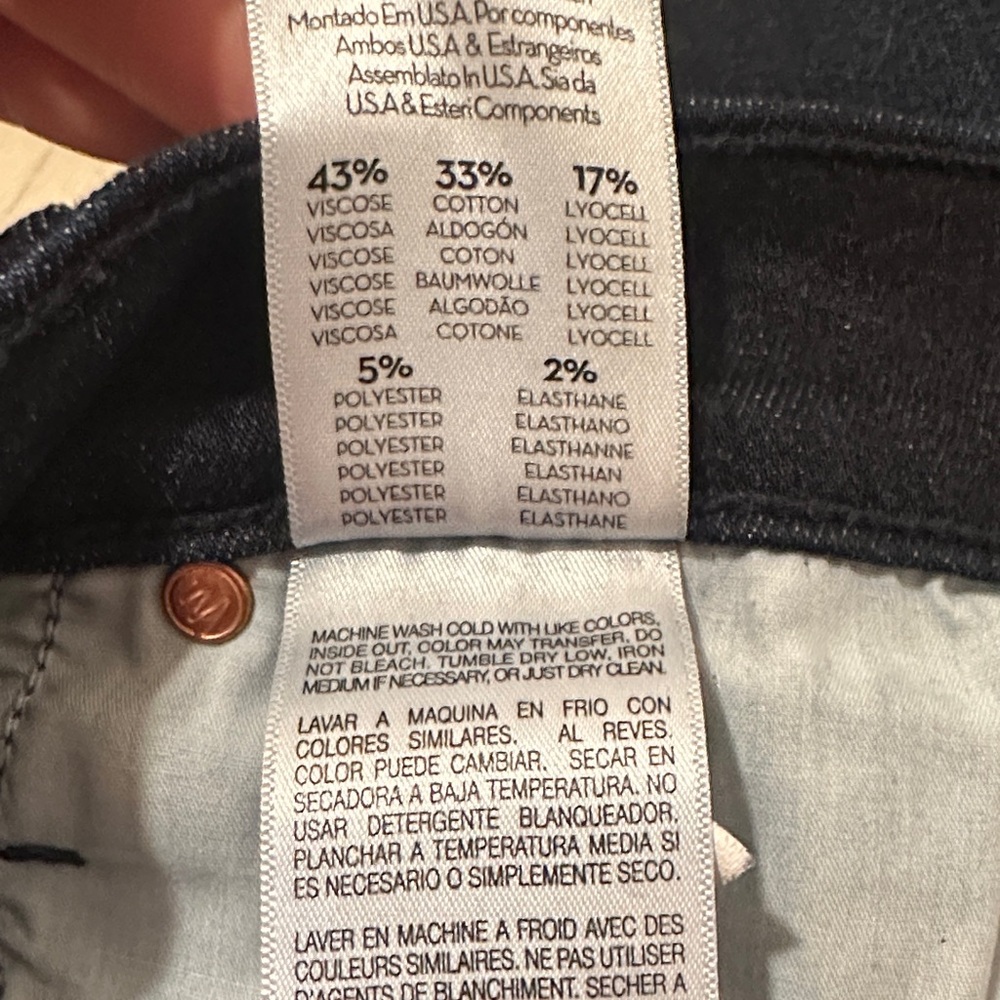 Montado Em U.S.A. Por componentes
Ambos U.S.A & Estrangeiros
Assemblato In U.S.A. Sia da
U.S.A & Esteri Components
43% 33% 17%
VISCOSE COTTON LYOCELL
VISCOSA ALDOGÓN LYOCELL
VISCOSE COTON LYOCELL
VISCOSE BAUMWOLLE LYOCELL
VISCOSE ALGODÃO LYOCELL
VISCOSA COTONE LYOCELL
5% 2%
POLYESTER ELASTHANE
POLYESTER ELASTHANO
POLYESTER ELASTHANNE
POLYESTER ELASTHAN
POLYESTER ELASTHANO
POLYESTER ELASTHANE
MACHINE WASH COLD WITH LIKE COLORS,
INSIDE OUT, COLOR MAY TRANSFER. DO
NOT BLEACH. TUMBLE DRY LOW, IRON
MEDIUM IF NECESSARY, OR JUST DRY CLEAN.
LAVAR A MAQUINA EN FRIO CON
COLORES SIMILARES. AL REVES.
COLOR PUEDE CAMBIAR. SECAR EN
SECADORA A BAJA TEMPERATURA. NO
USAR DETERGENTE BLANQUEADOR.
PLANCHAR A TEMPERATURA MEDIA SI
ES NECESARIO O SIMPLEMENTE SECO.
LAVER EN MACHINE A FROID AVEC DES
COULEURS SIMILAIRES. NE PAS UTILISER
D'AGENTS DE BLANCHIMENT. SECHER A